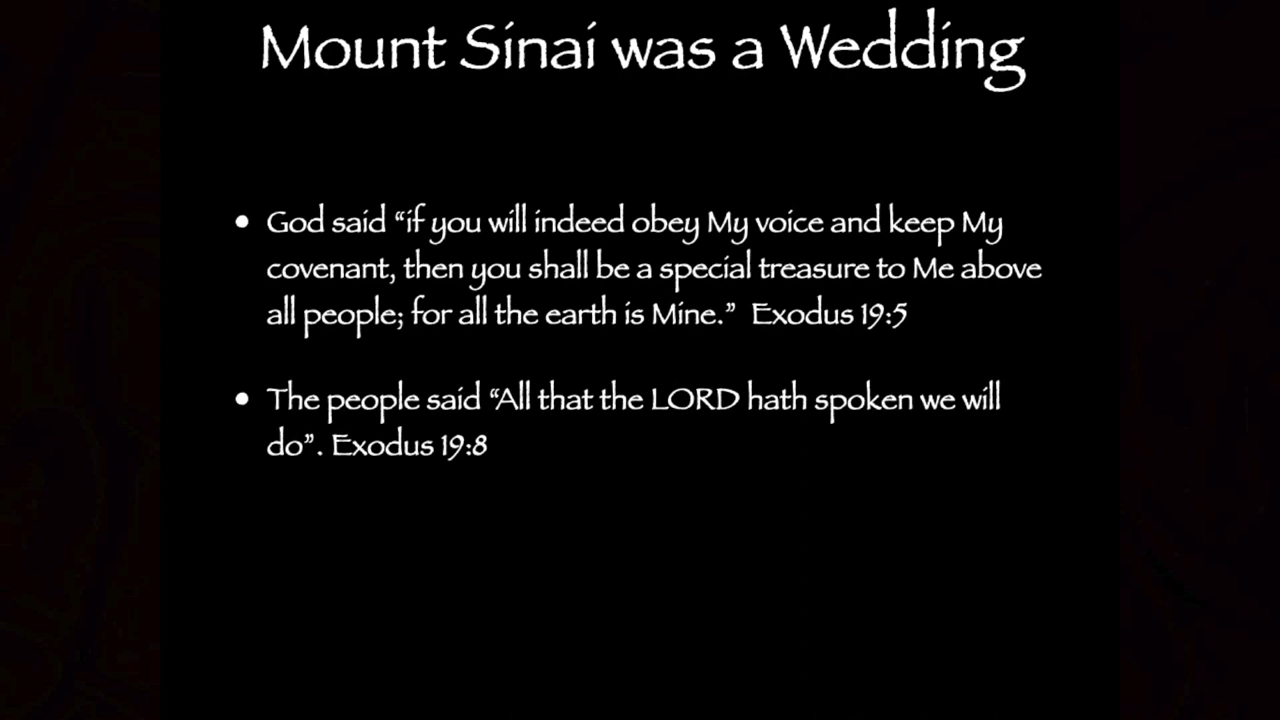 Mount Sinai was a Wedding
• God said “if you will indeed obey My voice and keep My
covenant, then you shall be a special treasure to Me above
all people; for all the earth is Mine.” Exodus 19:5
• The people said “All that the LORD hath spoken we will
do”. Exodus 19:8